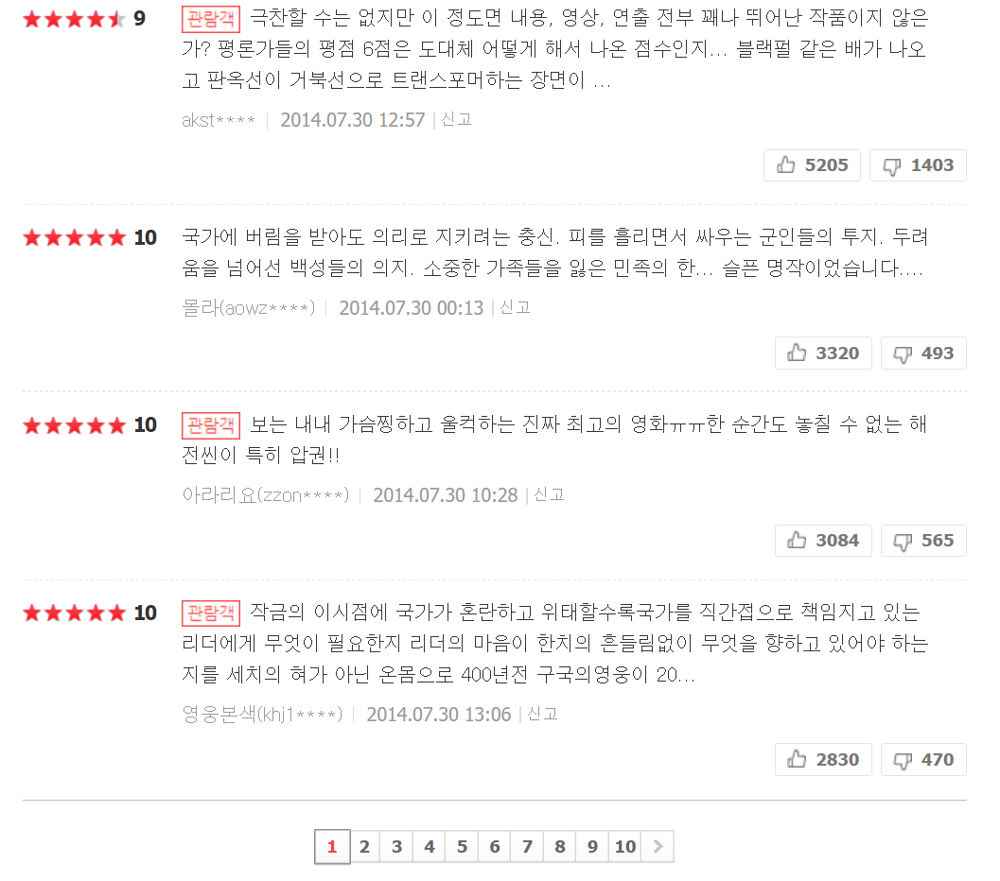 9 관람객 극찬할 수는 없지만 이 정도면 내용, 영상, 연출 전부 꽤나 뛰어난 작품이지 않은
가? 평론가들의 평점 6점은 도대체 어떻게 해서 나온 점수인지... 블랙펄 같은 배가 나오
고 판옥선이 거북선으로 트랜스포머하는 장면이 ...
akst**** 2014.07.30 12:57 신고
5205 1403
10 국가에 버림을 받아도 의리로 지키려는 충신. 피를 흘리면서 싸우는 군인들의 투지. 두려
움을 넘어선 백성들의 의지. 소중한 가족들을 잃은 민족의 한... 슬픈 명작이었습니다....
몰라(aowz****) 2014.07.30 00:13 신고
3320 493
10 관람객 보는 내내 가슴찡하고 울컥하는 진짜 최고의 영화ㅠㅠ한 순간도 놓칠 수 없는 해
전씬이 특히 압권!!
아라리요(zzon****) 2014.07.30 10:28 신고
3084 565
10 관람객 작금의 이시점에 국가가 혼란하고 위태할수록국가를 직간접으로 책임지고 있는
리더에게 무엇이 필요한지 리더의 마음이 한치의 흔들림없이 무엇을 향하고 있어야 하는
지를 세치의 혀가 아닌 온몸으로 400년전 구국의영웅이 20...
영웅본색(khj1****) 2014.07.30 13:06 신고
2830 470
1 2 3 4 5 6 7 8 9 10 >